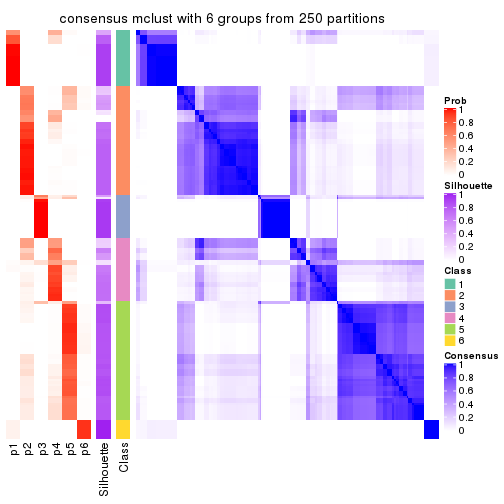 consensus mclust with 6 groups from 250 partitions
Prob
1
0.8
0.6
0.4
0.2
0
Silhouette
1
0.8
0.6
0.4
0.2
0
Class
1
2
3
4
5
6
Consensus
1
0.8
0.6
0.4
0.2
0
p1
p2
p3
p4
p5
p6
Silhouette
Class